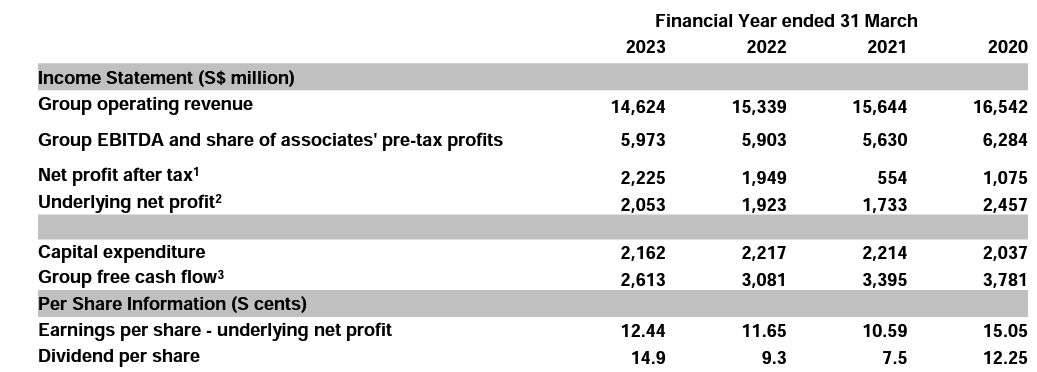 Financial Year ended 31 March
2023 2022 2021 2020
Income Statement (S$ million)
Group operating revenue 14,624 15,339 15,644 16,542
Group EBITDA and share of associates' pre-tax profits 5,973 5,903 5,630 6,284
Net profit after tax¹ 2,225 1,949 554 1,075
Underlying net profit² 2,053 1,923 1,733 2,457
Capital expenditure 2,162 2,217 2,214 2,037
Group free cash flow³ 2,613 3,081 3,395 3,781
Per Share Information (S cents)
Earnings per share - underlying net profit 12.44 11.65 10.59 15.05
Dividend per share 14.9 9.3 7.5 12.25